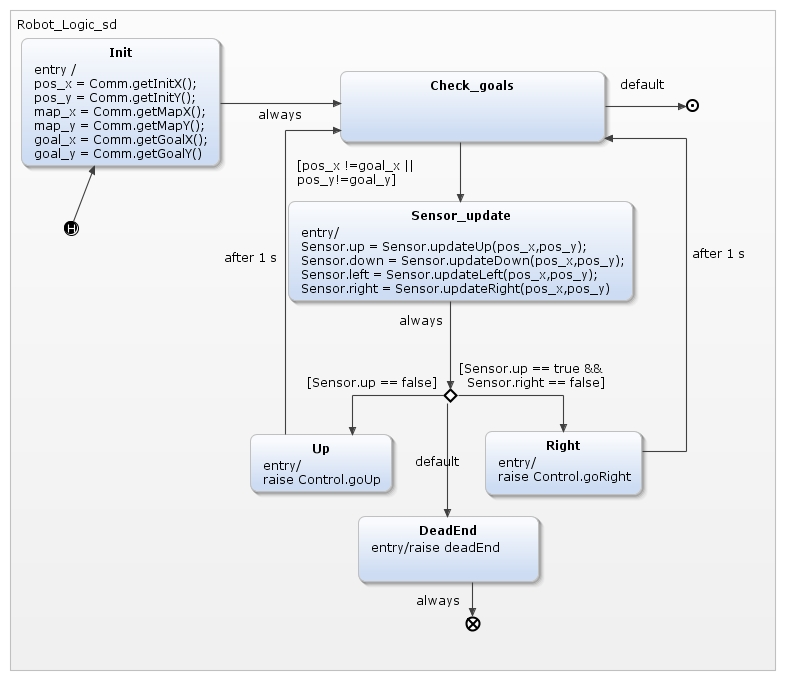 Robot_Logic_sd
Init
entry /
pos_x = Comm.getInitX();
pos_y = Comm.getInitY();
map_x = Comm.getMapX();
map_y = Comm.getMapY();
goal_x = Comm.getGoalX();
goal_y = Comm.getGoalY()
always
Check_goals
default
H
[pos_x !=goal_x ||
pos_y!=goal_y]
Sensor_update
entry/
Sensor.up = Sensor.updateUp(pos_x,pos_y);
Sensor.down = Sensor.updateDown(pos_x,pos_y);
Sensor.left = Sensor.updateLeft(pos_x,pos_y);
Sensor.right = Sensor.updateRight(pos_x,pos_y)
after 1 s
after 1 s
always
[Sensor.up == false]
[Sensor.up == true &&
Sensor.right == false]
Up
entry/
raise Control.goUp
default
Right
entry/
raise Control.goRight
DeadEnd
entry/raise deadEnd
always